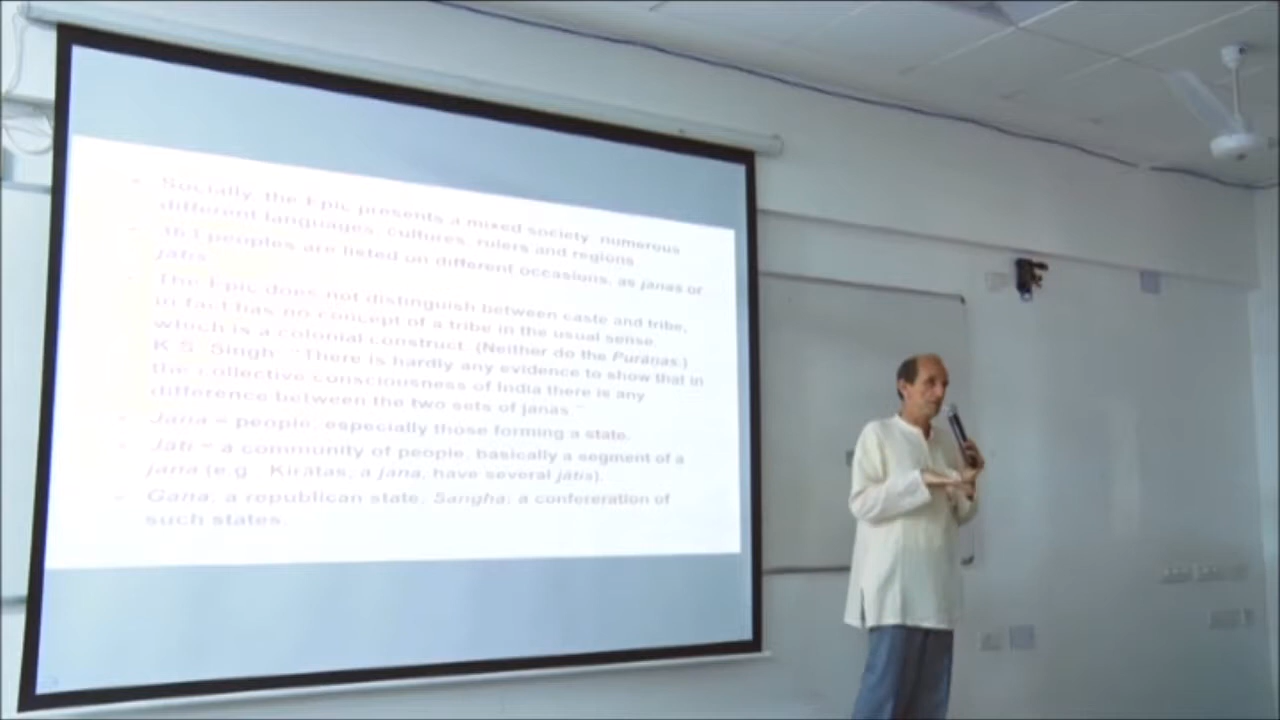 Socially, the Epic presents a mixed society: numerous
different languages, cultures, rulers and regions
peoples are listed on different occasions, as janas or
jatis.
The Epic does not distinguish between caste and tribe,
in fact has no concept of a tribe in the usual sense,
which is a colonial construct. (Neither do the Purānas.)
K.S. Singh: "There is hardly any evidence to show that in
the collective consciousness of India there is any
difference between the two sets of janas."
Jana = people, especially those forming a state.
Jati = a community of people, basically a segment of a
jana (e.g. Kiratas, a jana, have several jatis).
Gana: a republican state; Sangha: a confereration of
such states.